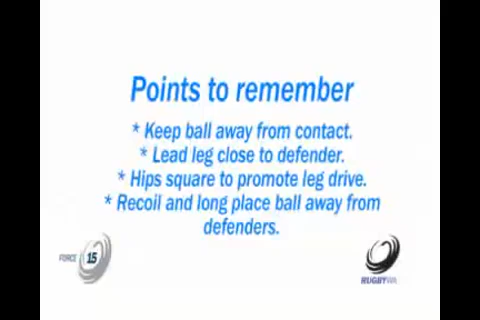 Points to remember
* Keep ball away from contact.
* Lead leg close to defender.
* Hips square to promote leg drive.
* Recoil and long place ball away from
defenders.
FORCE 15
RUGBYWA